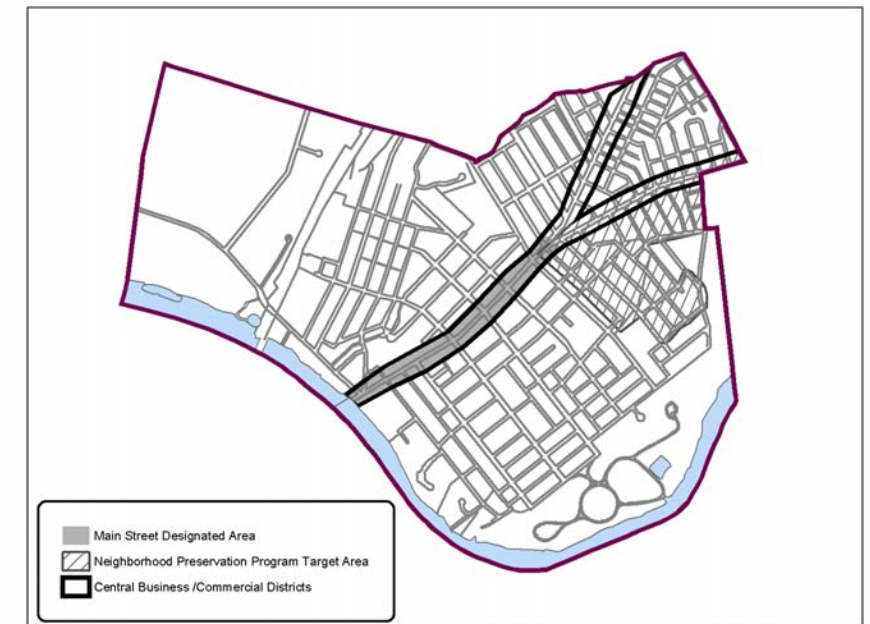 Main Street Designated Area
Neighborhood Preservation Program Target Area
Central Business /Commercial Districts